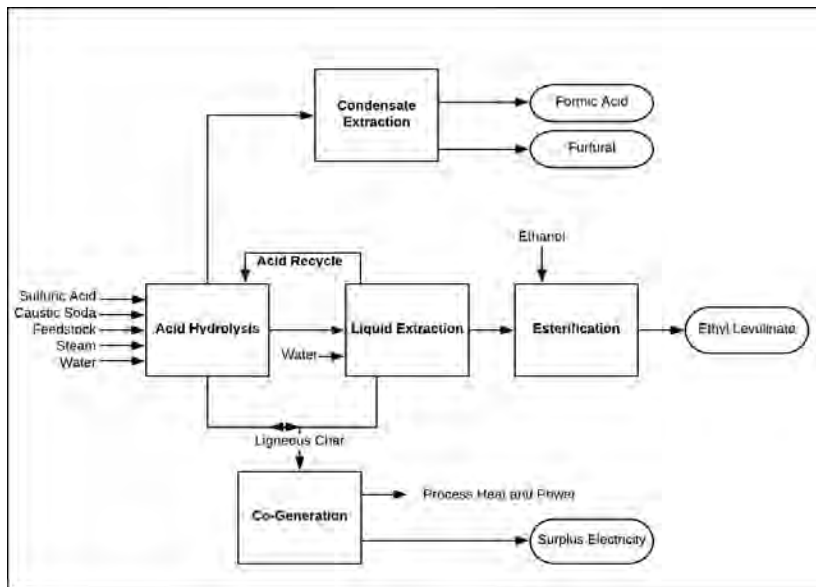 Formic Acid
Condensate
Extraction
Furfural
Ethanol
Acid Recycle
Sulfuric Acid
Caustic Soda
Feedstock
Steam
Water
Acid Hydrolysis
Liquid Extraction
Esterification
Ethyl Levulinate
Water
Ligneous Char
Process Heat and Power
Co-Generation
Surplus Electricity